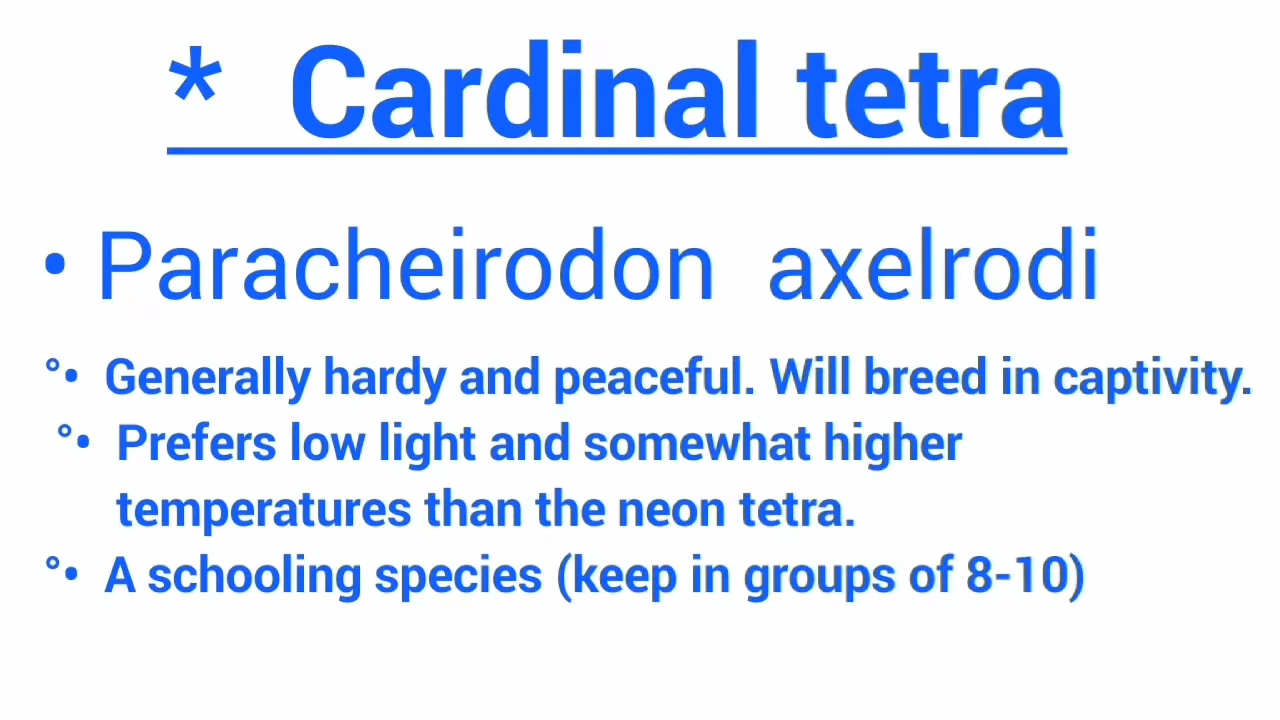 * Cardinal tetra
• Paracheirodon axelrodi
°• Generally hardy and peaceful. Will breed in captivity.
°• Prefers low light and somewhat higher
temperatures than the neon tetra.
°• A schooling species (keep in groups of 8-10)